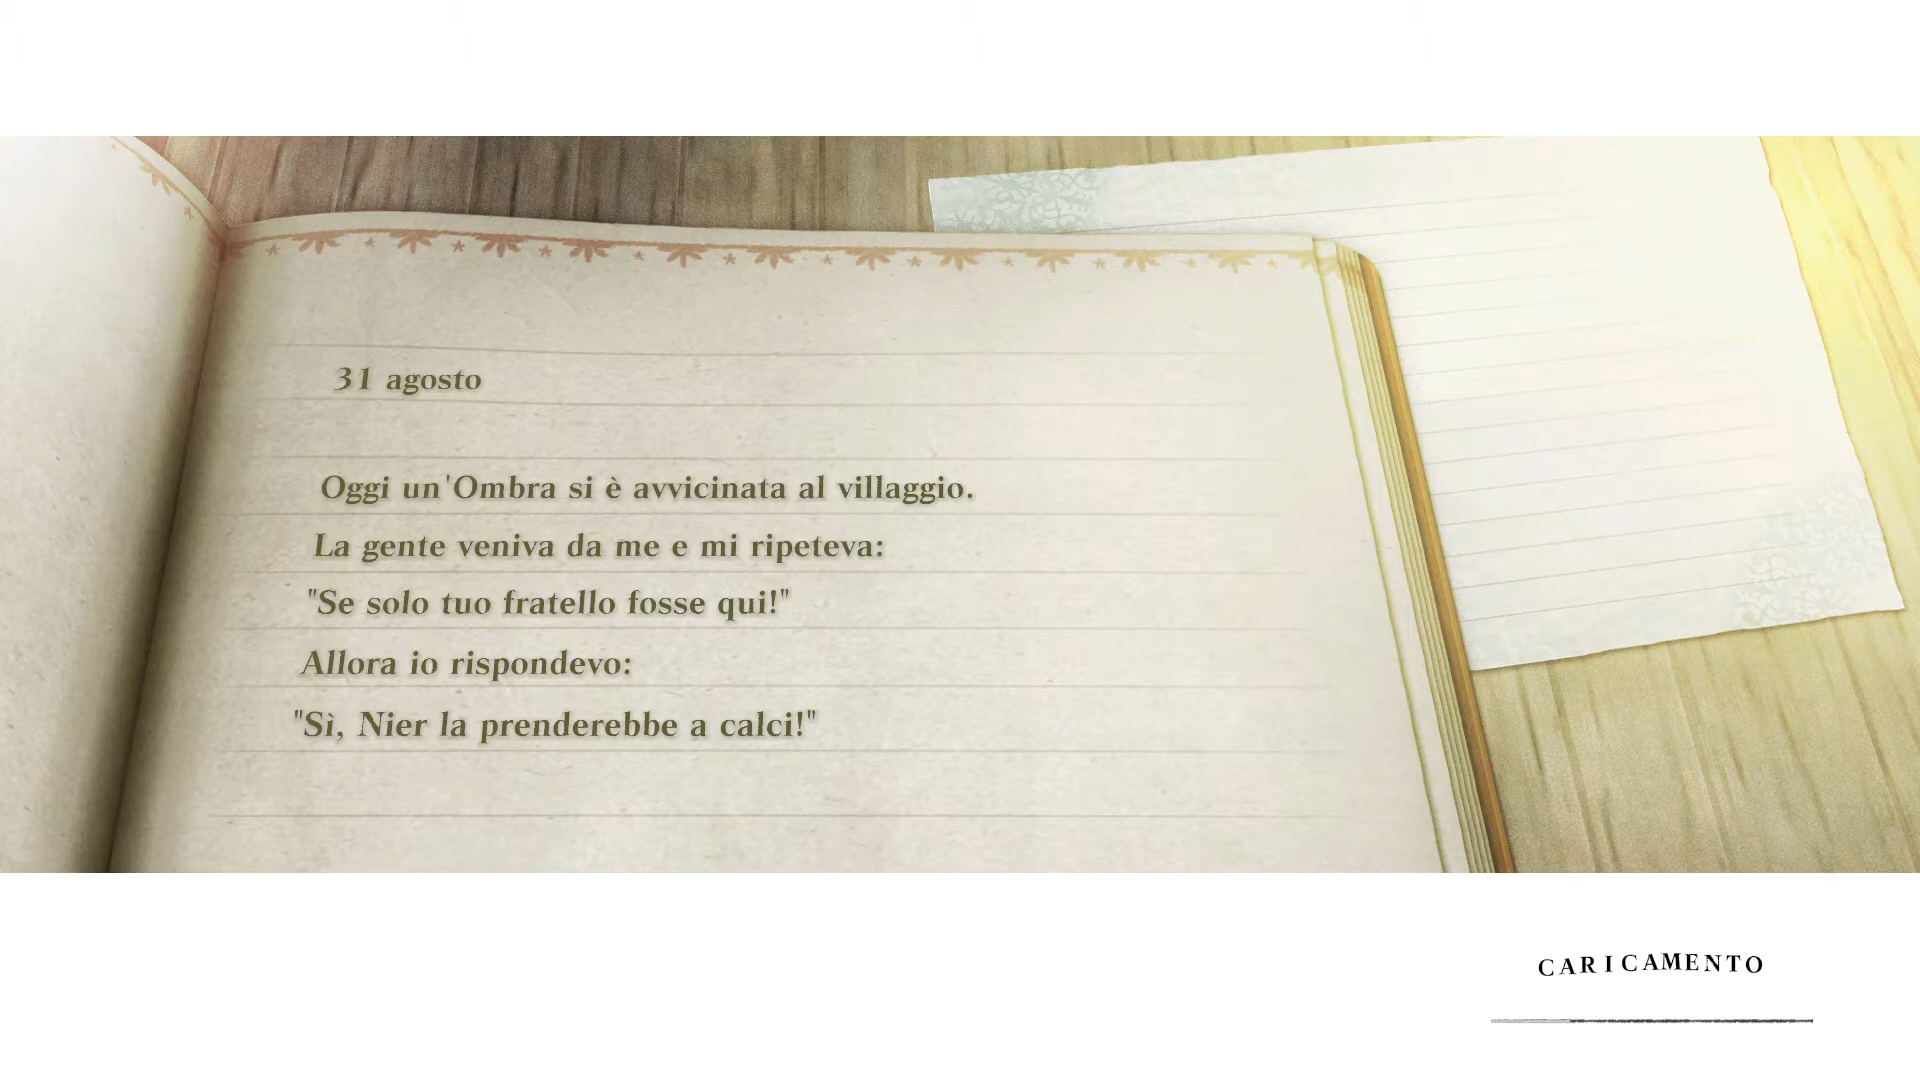 31 agosto
Oggi un'Ombra si è avvicinata al villaggio.
La gente veniva da me e mi ripeteva:
"Se solo tuo fratello fosse qui!"
Allora io rispondevo:
"Sì, Nier la prenderebbe a calci!"
CARICAMENTO